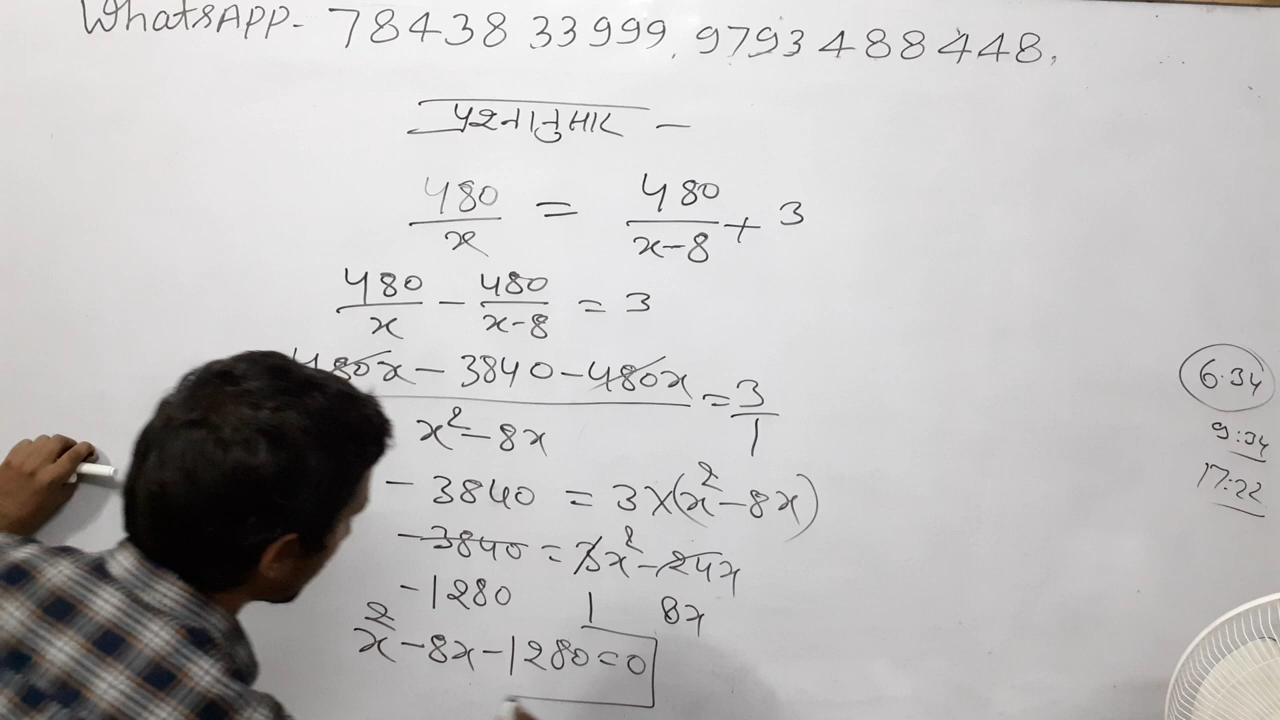 WhatsAPP- 7843833999, 9793488448,
प्रश्नानुसार —
480/x = 480/(x-8) + 3
480/x - 480/(x-8) = 3
(480x - 3840 - 480x)/(x² - 8x) = 3/1
- 3840 = 3×(x² - 8x)
- 3840 = 3x² - 24x
- 1280 1 8x
x² - 8x - 1280 = 0
6.34
9:34
17:22